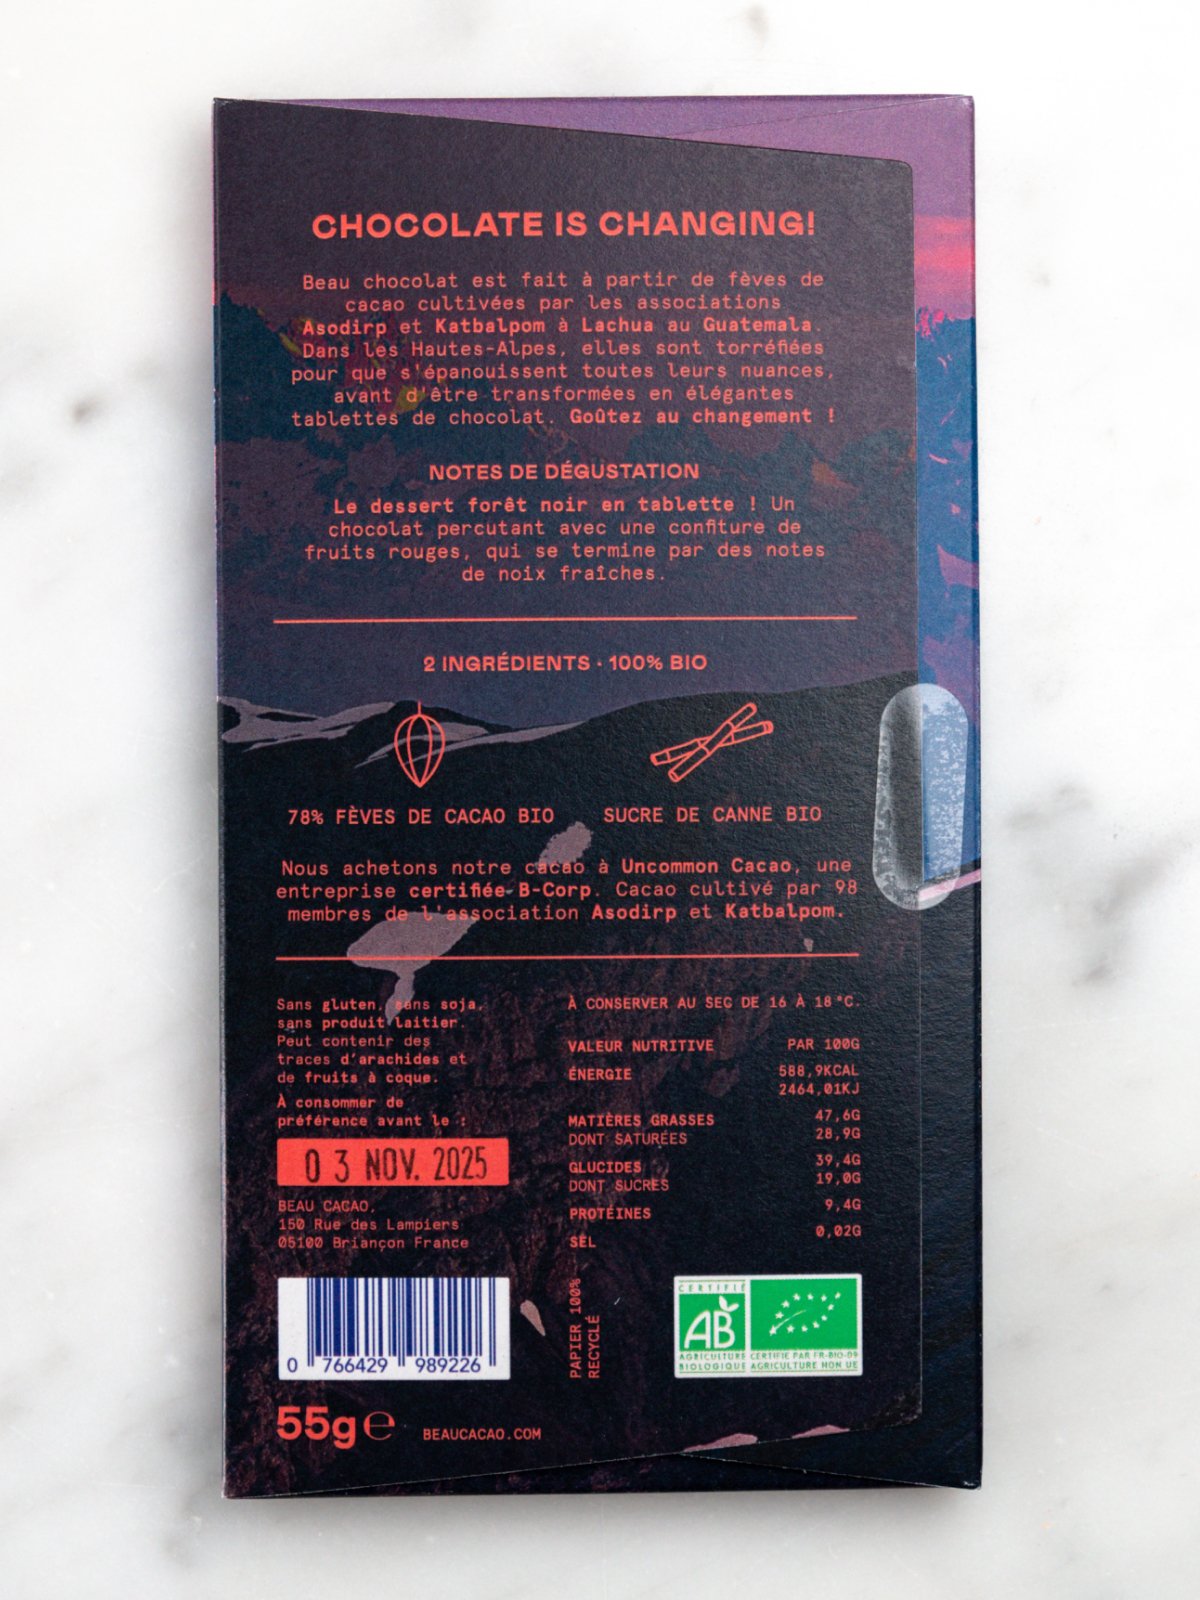 CHOCOLATE IS CHANGING!
Beau chocolat est fait à partir de fèves de
cacao cultivées par les associations
Asodirp et Katbalpom à Lachua au Guatemala.
Dans les Hautes-Alpes, elles sont torréfiées
pour que s'épanouissent toutes leurs nuances,
avant d'être transformées en élégantes
tablettes de chocolat. Goûtez au changement !
NOTES DE DÉGUSTATION
Le dessert forêt noir en tablette ! Un
chocolat percutant avec une confiture de
fruits rouges, qui se termine par des notes
de noix fraîches.
2 INGRÉDIENTS · 100% BIO
78% FÈVES DE CACAO BIO
SUCRE DE CANNE BIO
Nous achetons notre cacao à Uncommon Cacao, une
entreprise certifiée B-Corp. Cacao cultivé par 98
membres de l'association Asodirp et Katbalpom.
Sans gluten, sans soja,
sans produit laitier.
Peut contenir des
traces d'arachides et
de fruits à coque.
À consommer de
préférence avant le :
03 NOV. 2025
BEAU CACAO,
150 Rue des Lampiers
05100 Briançon France
À CONSERVER AU SEC DE 16 À 18°C.
VALEUR NUTRITIVE PAR 100G
ÉNERGIE 588,9KCAL
2464,01KJ
MATIÈRES GRASSES 47,6G
DONT SATURÉES 28,9G
GLUCIDES 39,4G
DONT SUCRES 19,0G
PROTÉINES 9,4G
SEL 0,02G
0 766429 989226
PAPIER 100%
RECYCLÉ
CERTIFIÉ
AB
AGRICULTURE
BIOLOGIQUE
CERTIFIÉ PAR FR-BIO-09
AGRICULTURE NON UE
55g e
BEAUCACAO.COM